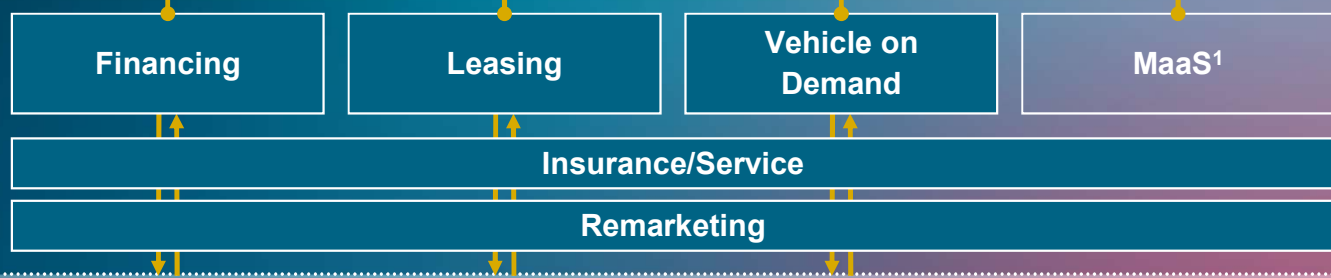 Financing
Leasing
Vehicle on
Demand
MaaS¹
Insurance/Service
Remarketing